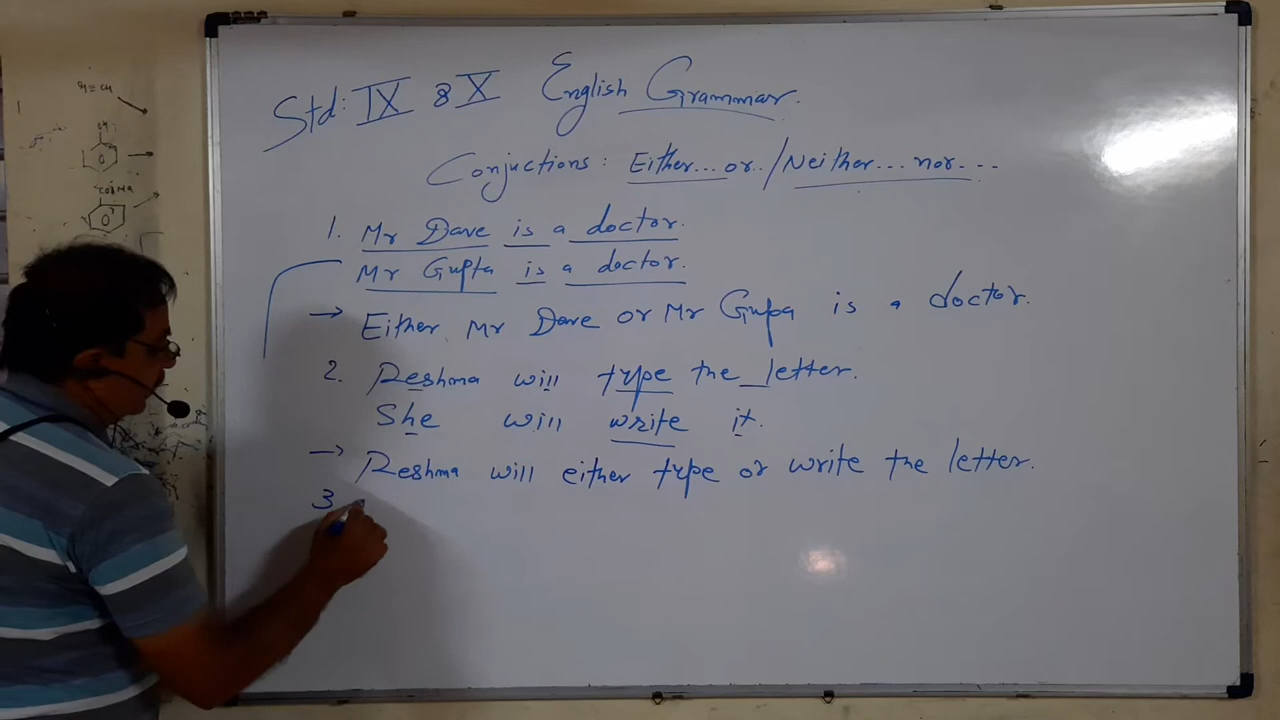 Std: IX & X English Grammar.
Conjuctions: Either...or../Neither...nor...
1. Mr Dave is a doctor.
Mr Gupta is a doctor.
→ Either Mr Dave or Mr Gupa is a doctor.
2. Reshma will type the letter.
She will write it.
→ Reshma will either type or write the letter.
3